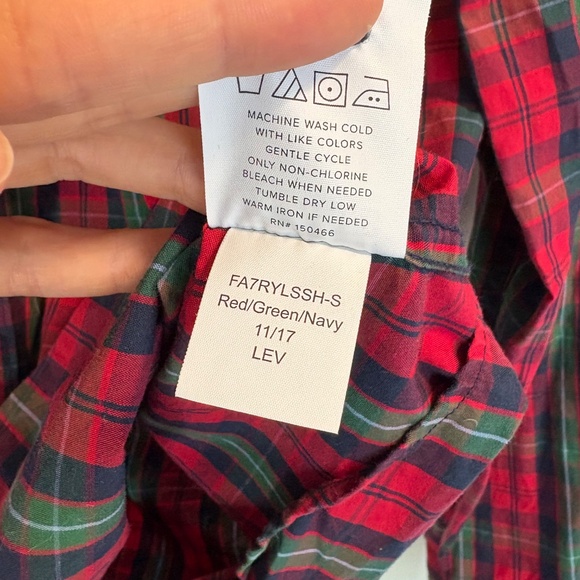 MACHINE WASH COLD
WITH LIKE COLORS
GENTLE CYCLE
ONLY NON-CHLORINE
BLEACH WHEN NEEDED
TUMBLE DRY LOW
WARM IRON IF NEEDED
RN# 150466
FA7RYLSSH-S
Red/Green/Navy
11/17
LEV